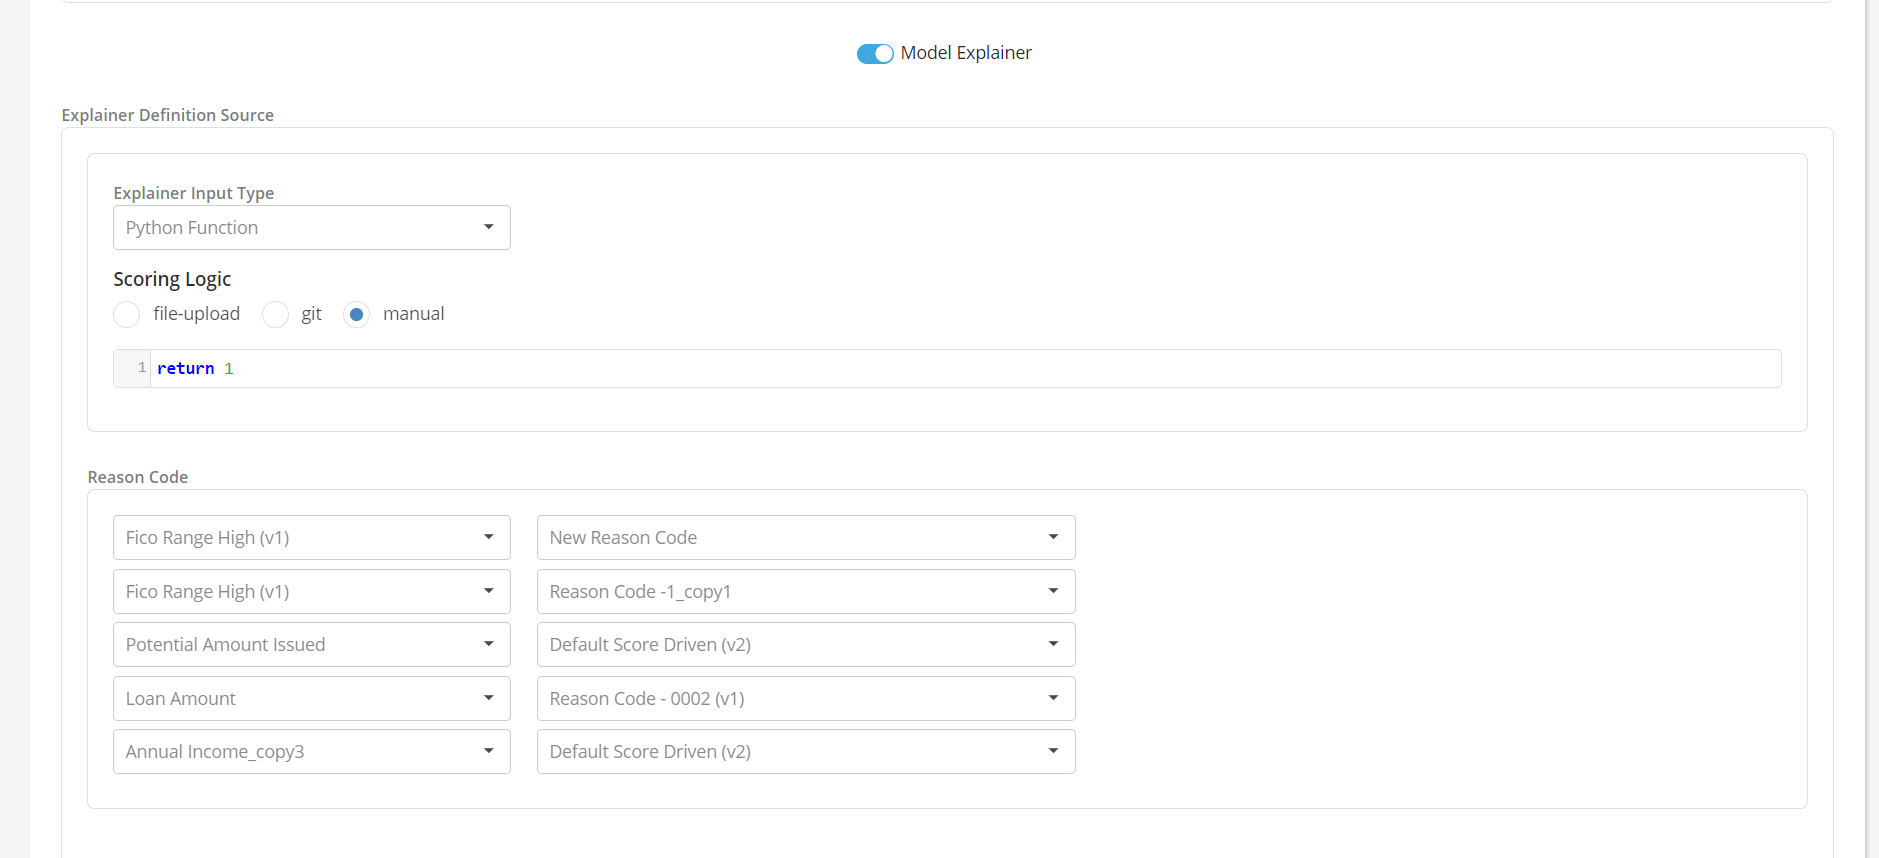 Model Explainer
Explainer Definition Source
Explainer Input Type
Python Function
Scoring Logic
file-upload git manual
1 return 1
Reason Code
Fico Range High (v1) New Reason Code
Fico Range High (v1) Reason Code -1_copy1
Potential Amount Issued Default Score Driven (v2)
Loan Amount Reason Code - 0002 (v1)
Annual Income_copy3 Default Score Driven (v2)